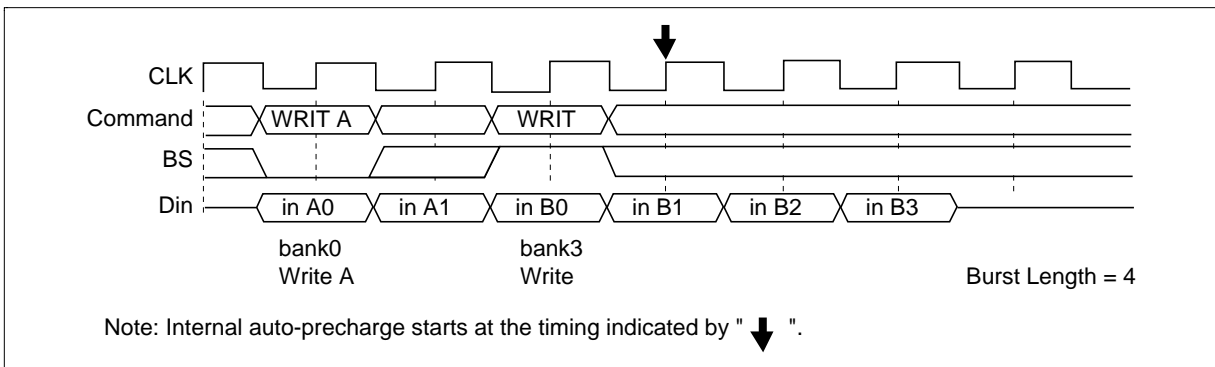 CLK
Command WRIT A WRIT
BS
Din in A0 in A1 in B0 in B1 in B2 in B3
bank0 bank3
Write A Write Burst Length = 4
Note: Internal auto-precharge starts at the timing indicated by " ".